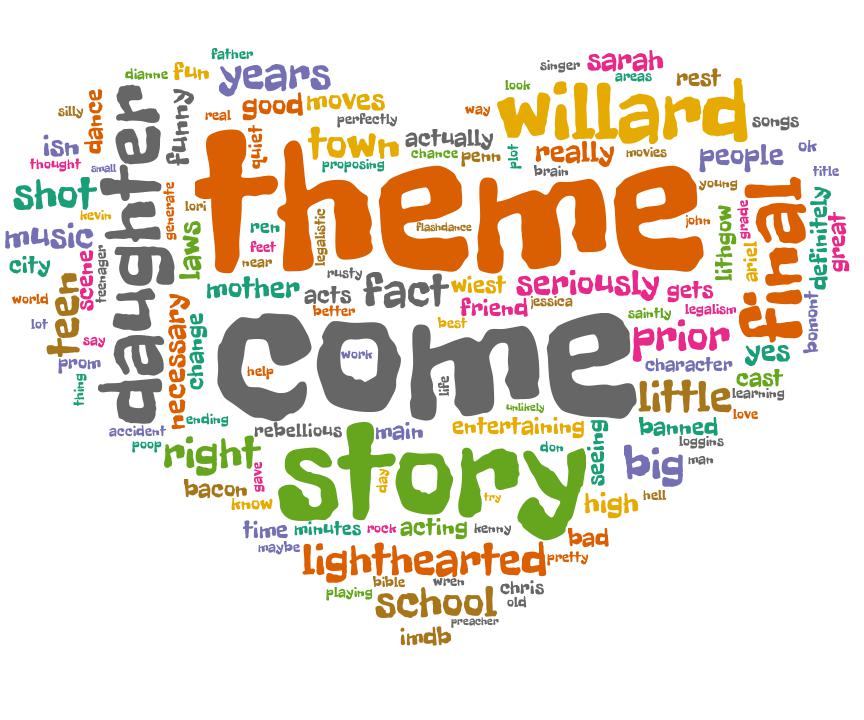 father
dianne fun years
singer sarah
areas
look
rest
silly
dance
daughter
funny
real good moves
perfectly
way
willard
songs
isn
thought
small
quiet
town
actually
proposing
chance penn
plot
really
movies
brain
people
ok
title
shot
kevin
generate
lori
theme
young
john
music
laws
ren
feet
near
legalistic
flashdance
lithgow
grade
ariel
final
definitely
great
city
scene
teenager
teen
world
lot
mother
acts
rusty
better
fact
wiest
seriously
gets
friend
jessica
saintly
legalism
best
say
prom
thing
necessary
change
help
come
work
life
prior
yes
bomont
character
cast
little
learning
love
unlikely
accident
ending
poop
rebellious
main
entertaining
banned
loggins
right
gave
story
day
try
don
seeing
big
man
bacon
know
high
hell
time minutes rock acting kenny
bad
maybe
lighthearted
pretty
bible
wren
chris
playing
school
old
preacher
imdb